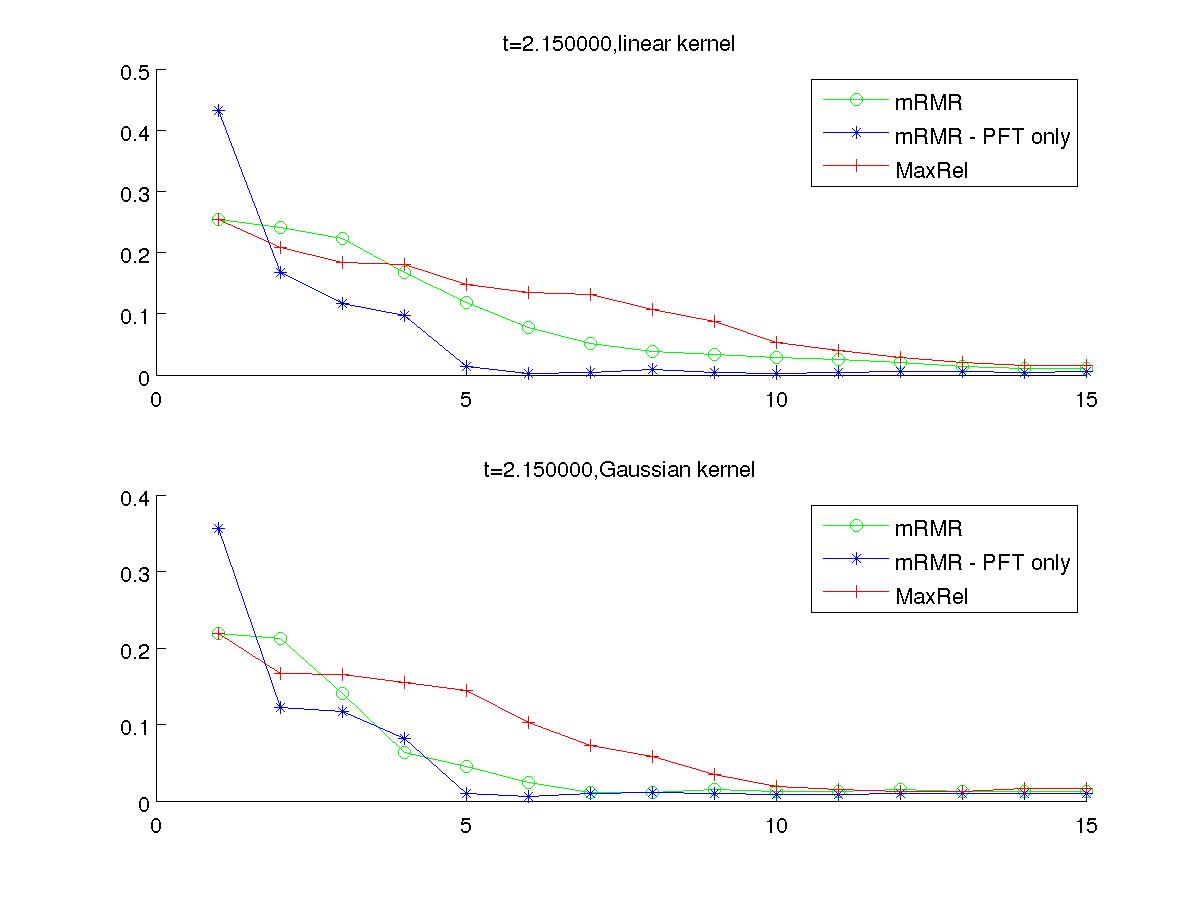 t=2.150000,linear kernel
0.5
0.4
0.3
0.2
0.1
0
0
5
10
15
mRMR
mRMR - PFT only
MaxRel
t=2.150000,Gaussian kernel
0.4
0.3
0.2
0.1
0
0
5
10
15
mRMR
mRMR - PFT only
MaxRel